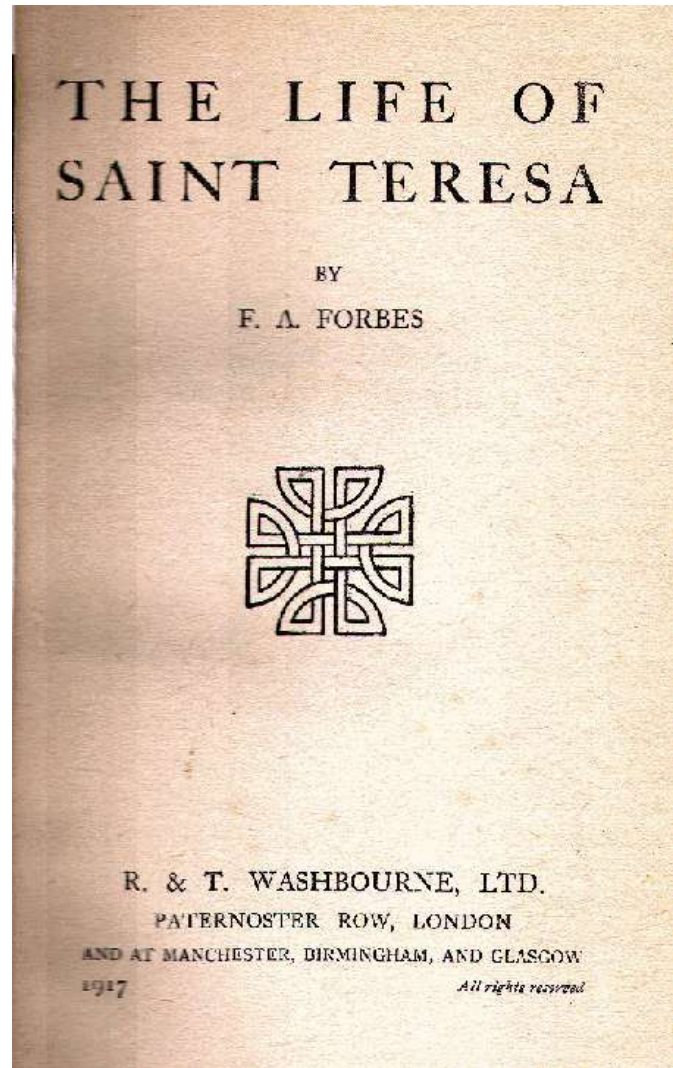 THE LIFE OF
SAINT TERESA
BY
F. A. FORBES
R. & T. WASHBOURNE, LTD.
PATERNOSTER ROW, LONDON
AND AT MANCHESTER, BIRMINGHAM, AND GLASGOW
1917 All rights reserved